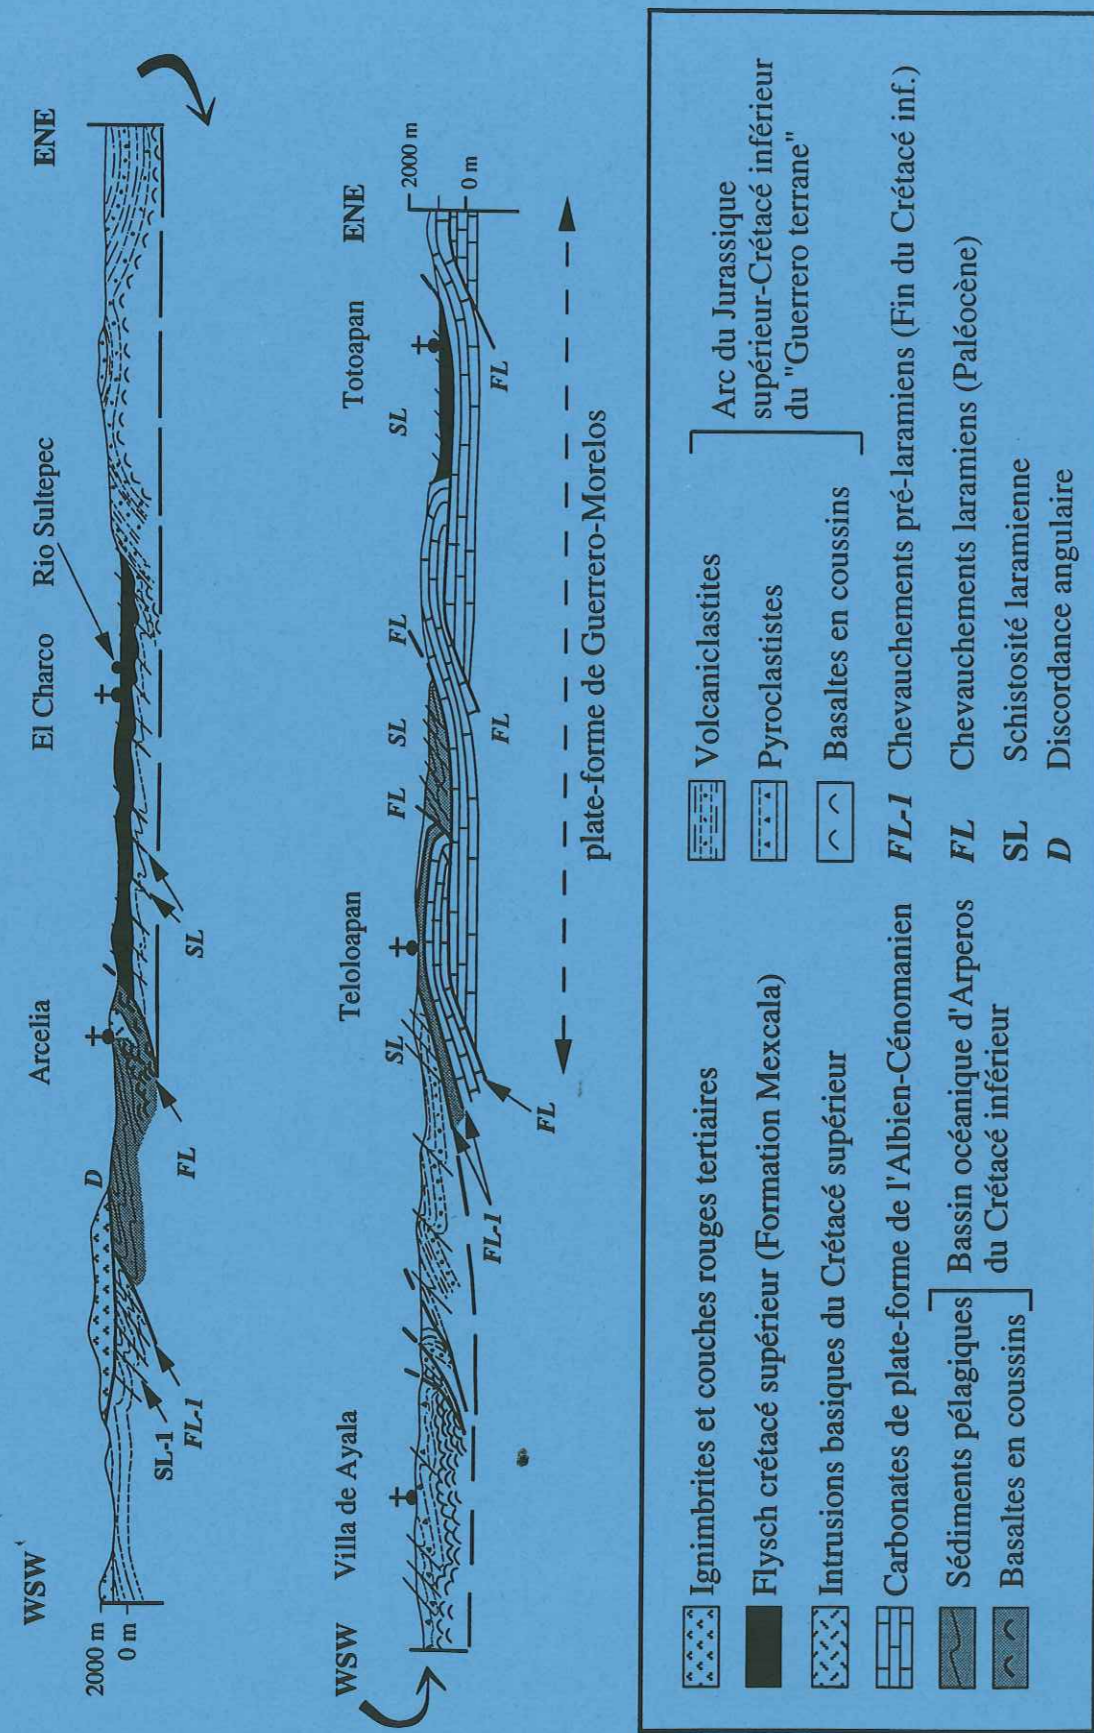 WSW
Arcelia
El Charco
Rio Sultepec
ENE
2000 m
0 m
D
SL-1
FL-1
FL
SL
WSW
Villa de Ayala
Teloloapan
Totoapan
ENE
SL
FL
SL
FL
SL
2000 m
0 m
FL-1
FL
FL
FL
plate-forme de Guerrero-Morelos
Ignimbrites et couches rouges tertiaires
Flysch crétacé supérieur (Formation Mexcala)
Intrusions basiques du Crétacé supérieur
Carbonates de plate-forme de l'Albien-Cénomanien
Sédiments pélagiques
Basaltes en coussins
Bassin océanique d'Arperos
du Crétacé inférieur
Volcaniclastites
Pyroclastistes
Basaltes en coussins
Arc du Jurassique
supérieur-Crétacé inférieur
du "Guerrero terrane"
FL-1 Chevauchements pré-laramiens (Fin du Crétacé inf.)
FL Chevauchements laramiens (Paléocène)
SL Schistosité laramienne
D Discordance angulaire